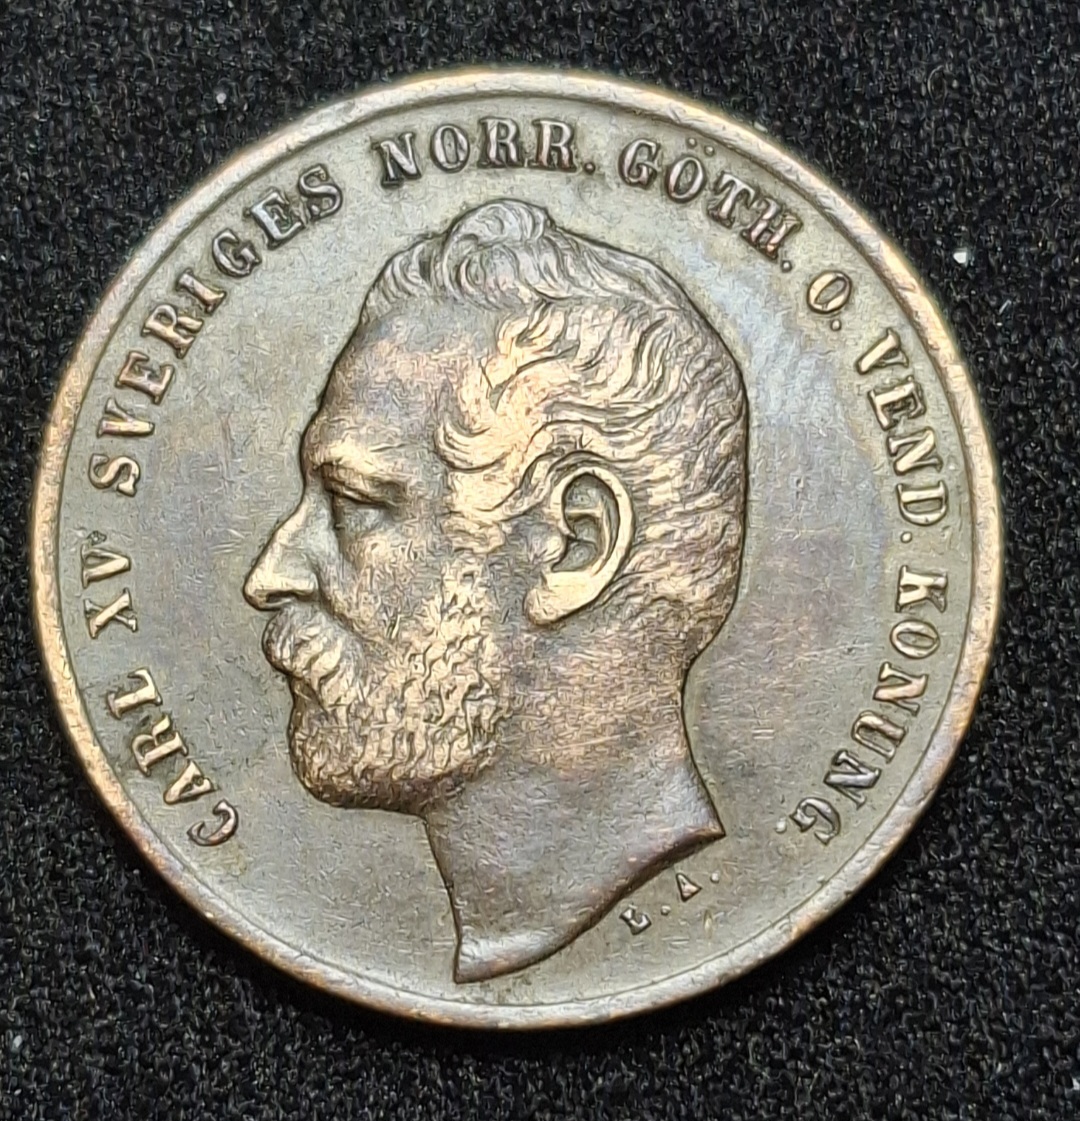 CARL XV SVERIGES NORR. GÖTH. O. VEND. KONUNG.
E. A.